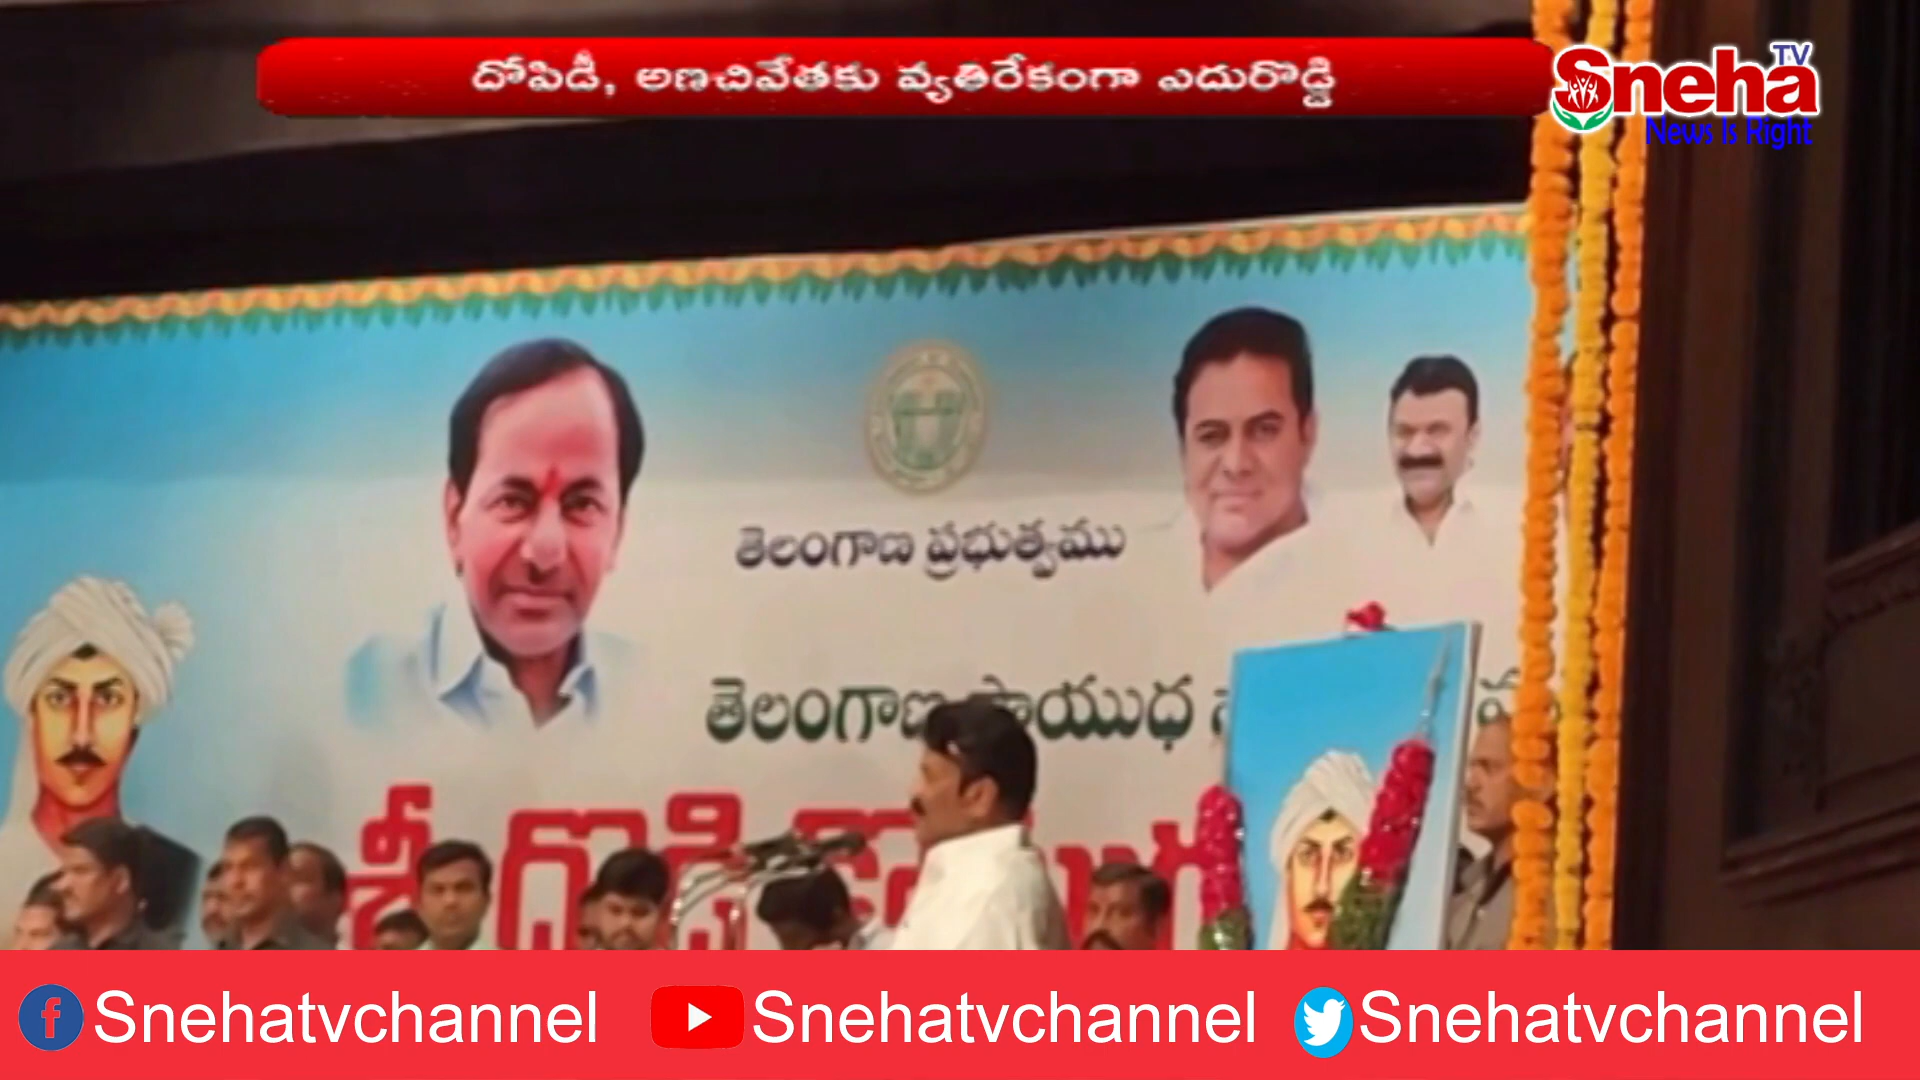 దోపిడీ, అణచివేతకు వ్యతిరేకంగా ఎదురొడ్డి
Sneha TV
News Is Right
తెలంగాణ ప్రభుత్వము
తెలంగాణ సాయుధ
శ్రీ దొడ్డి కొ
Snehatvchannel
Snehatvchannel
Snehatvchannel